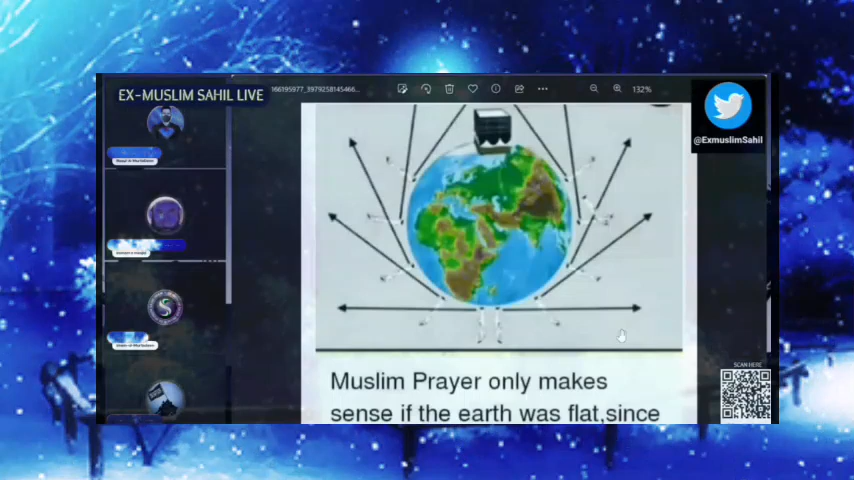 EX-MUSLIM SAHIL LIVE
166195977_3979258145466...
132%
@ExmuslimSahil
SCAN HERE
Muslim Prayer only makes
sense if the earth was flat,since